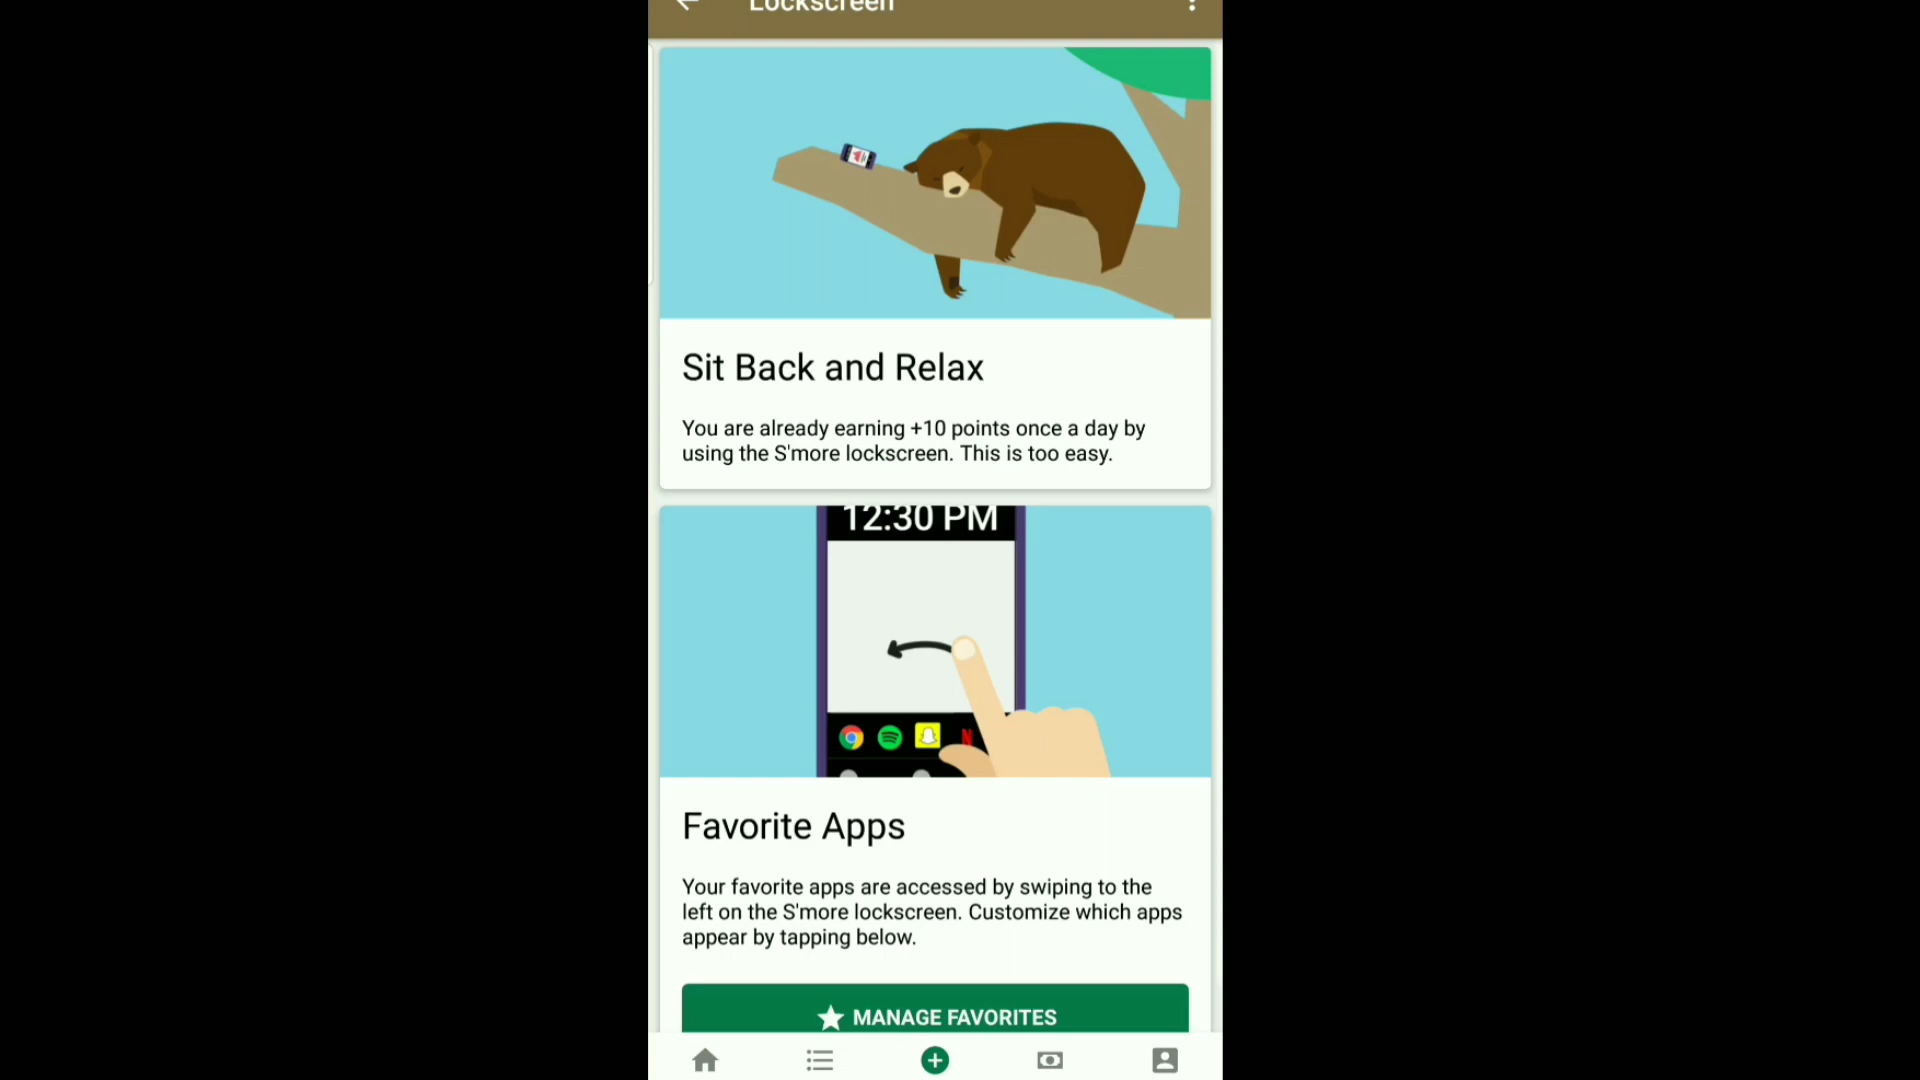 Lockscreen
Sit Back and Relax
You are already earning +10 points once a day by
using the S'more lockscreen. This is too easy.
12:30 PM
Favorite Apps
Your favorite apps are accessed by swiping to the
left on the S'more lockscreen. Customize which apps
appear by tapping below.
MANAGE FAVORITES